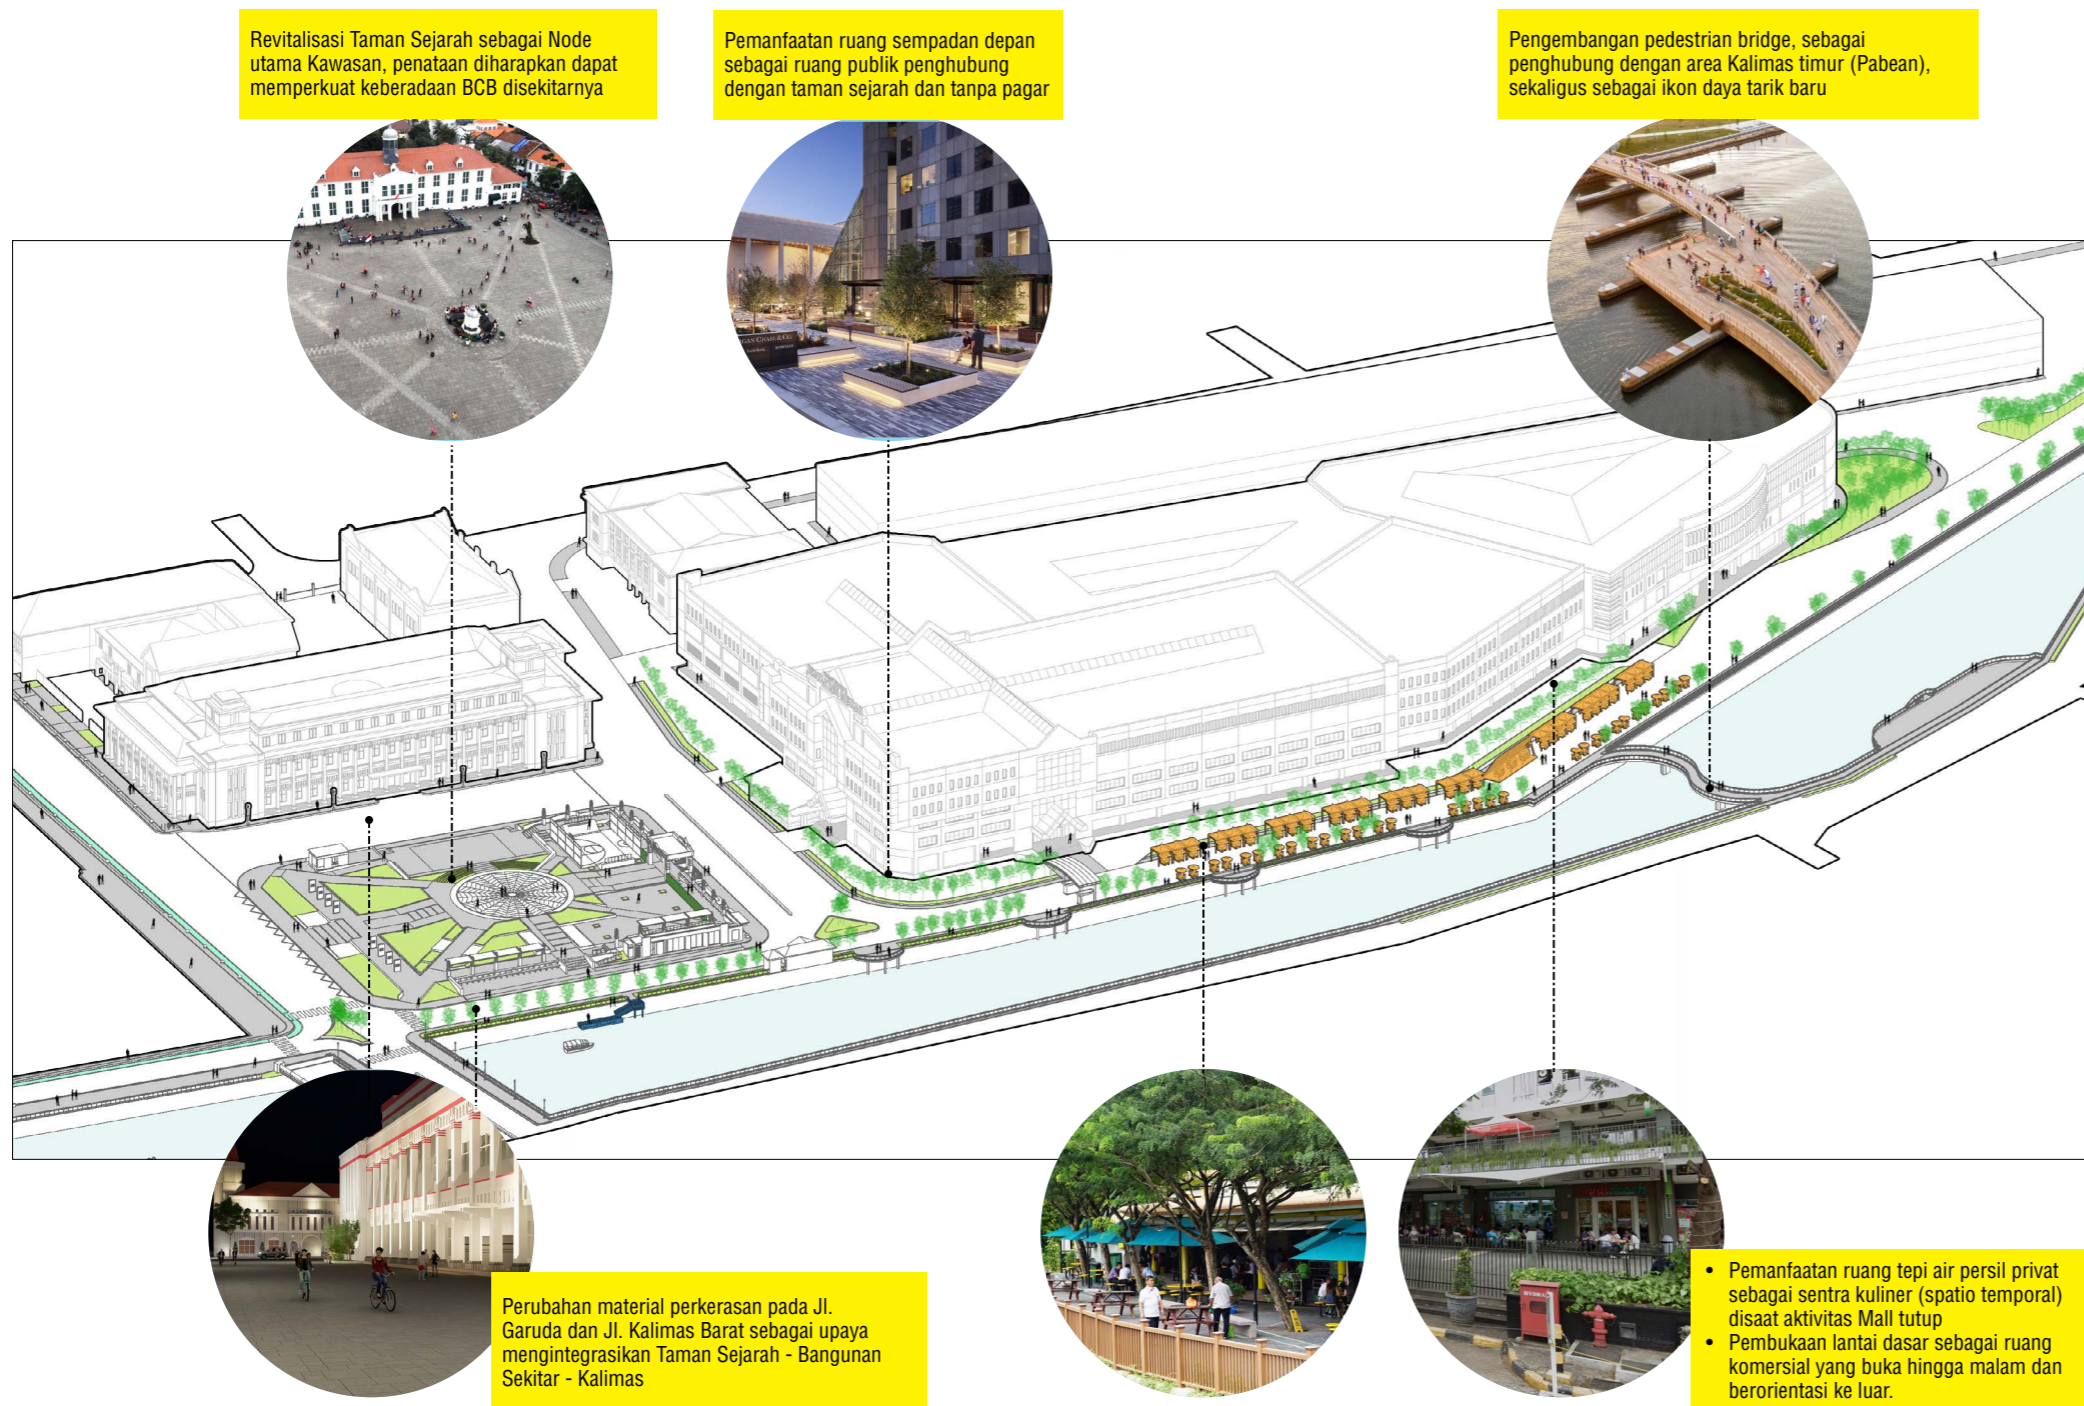 Revitalisasi Taman Sejarah sebagai Node
utama Kawasan, penataan diharapkan dapat
memperkuat keberadaan BCB disekitarnya
Pemanfaatan ruang sempadan depan
sebagai ruang publik penghubung
dengan taman sejarah dan tanpa pagar
Pengembangan pedestrian bridge, sebagai
penghubung dengan area Kalimas timur (Pabean),
sekaligus sebagai ikon daya tarik baru
GAN CHASE & CO.
Perubahan material perkerasan pada Jl.
Garuda dan Jl. Kalimas Barat sebagai upaya
mengintegrasikan Taman Sejarah - Bangunan
Sekitar - Kalimas
HYDRANT
• Pemanfaatan ruang tepi air persil privat
sebagai sentra kuliner (spatio temporal)
disaat aktivitas Mall tutup
• Pembukaan lantai dasar sebagai ruang
komersial yang buka hingga malam dan
berorientasi ke luar.